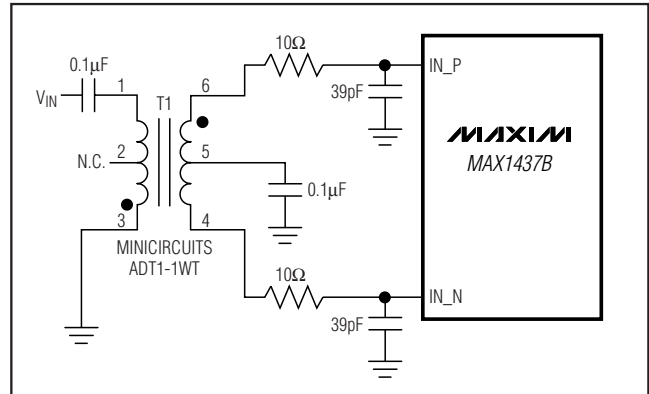 10Ω
0.1μF
1
6
IN_P
39pF
VIN
T1
MAXIM
MAX1437B
2
5
N.C.
0.1μF
3
4
MINICIRCUITS
ADT1-1WT
10Ω
IN_N
39pF